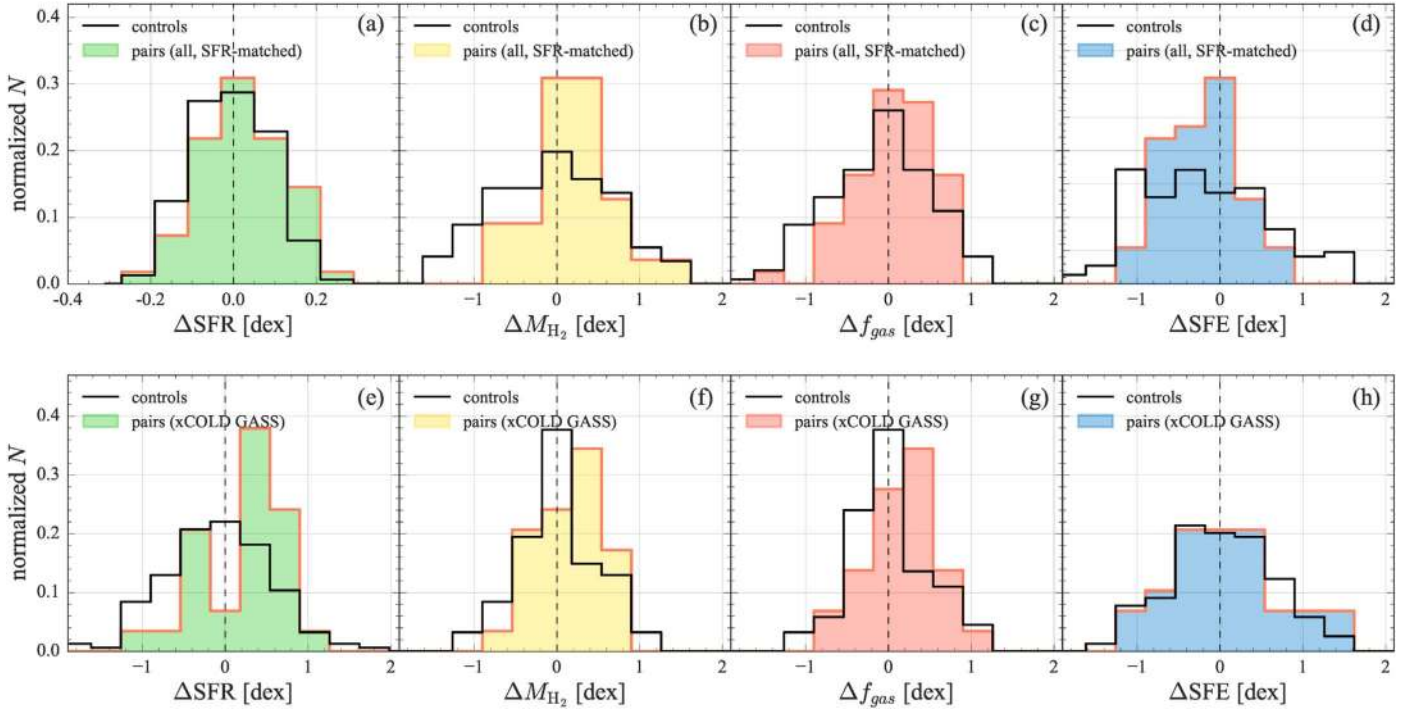 controls
pairs (all, SFR-matched)
(a)
controls
pairs (all, SFR-matched)
(b)
controls
pairs (all, SFR-matched)
(c)
controls
pairs (all, SFR-matched)
(d)
normalized N
0.4
0.3
0.2
0.1
0.0
-0.4 -0.2 0.0 0.2
−1 0 1
−1 0 1
−1 0 1 2
ΔSFR [dex]
ΔM_H₂ [dex]
Δf_gas [dex]
ΔSFE [dex]
controls
pairs (xCOLD GASS)
(e)
controls
pairs (xCOLD GASS)
(f)
controls
pairs (xCOLD GASS)
(g)
controls
pairs (xCOLD GASS)
(h)
normalized N
0.4
0.3
0.2
0.1
0.0
−1 0 1 2
−1 0 1
−1 0 1
−1 0 1 2
ΔSFR [dex]
ΔM_H₂ [dex]
Δf_gas [dex]
ΔSFE [dex]